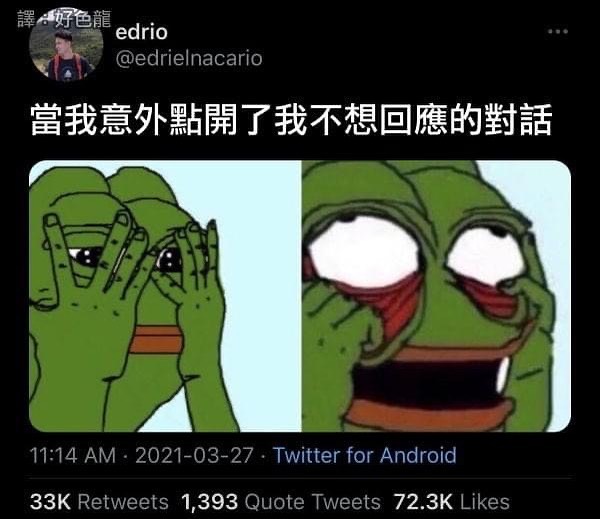 譯：好色龍
edrio
@edrielnacario
當我意外點開了我不想回應的對話
11:14 AM · 2021-03-27 · Twitter for Android
33K Retweets 1,393 Quote Tweets 72.3K Likes